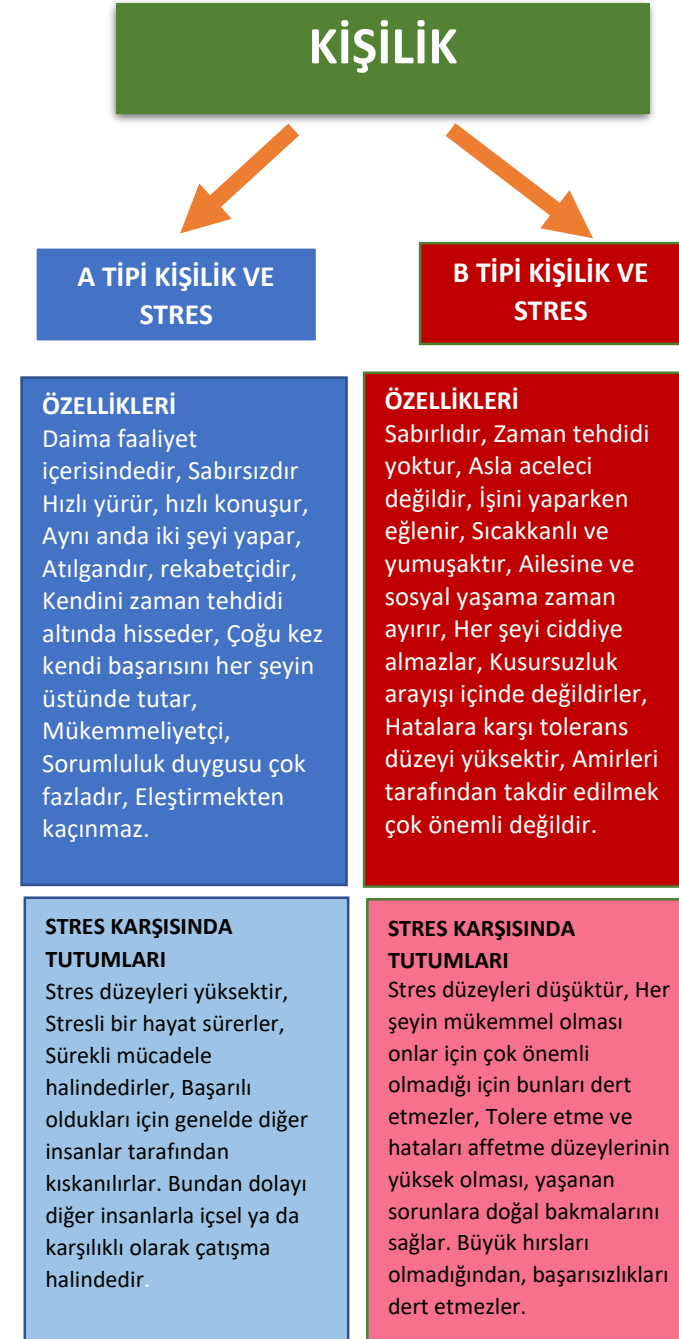 KİŞİLİK
A TİPİ KİŞİLİK VE
STRES
B TİPİ KİŞİLİK VE
STRES
ÖZELLİKLERİ
Daima faaliyet
içerisindedir, Sabırsızdır
Hızlı yürür, hızlı konuşur,
Aynı anda iki şeyi yapar,
Atılgandır, rekabetçidir,
Kendini zaman tehdidi
altında hisseder, Çoğu kez
kendi başarısını her şeyin
üstünde tutar,
Mükemmeliyetçi,
Sorumluluk duygusu çok
fazladır, Eleştirmekten
kaçınmaz.
ÖZELLİKLERİ
Sabırlıdır, Zaman tehdidi
yoktur, Asla aceleci
değildir, İşini yaparken
eğlenir, Sıcakkanlı ve
yumuşaktır, Ailesine ve
sosyal yaşama zaman
ayırır, Her şeyi ciddiye
almazlar, Kusursuzluk
arayışı içinde değildirler,
Hatalara karşı tolerans
düzeyi yüksektir, Amirleri
tarafından takdir edilmek
çok önemli değildir.
STRES KARŞISINDA
TUTUMLARI
Stres düzeyleri yüksektir,
Stresli bir hayat sürerler,
Sürekli mücadele
halindedirler, Başarılı
oldukları için genelde diğer
insanlar tarafından
kıskanılırlar. Bundan dolayı
diğer insanlarla içsel ya da
karşılıklı olarak çatışma
halindedir.
STRES KARŞISINDA
TUTUMLARI
Stres düzeyleri düşüktür, Her
şeyin mükemmel olması
onlar için çok önemli
olmadığı için bunları dert
etmezler, Tolere etme ve
hataları affetme düzeylerinin
yüksek olması, yaşanan
sorunlara doğal bakmalarını
sağlar. Büyük hırsları
olmadığından, başarısızlıkları
dert etmezler.